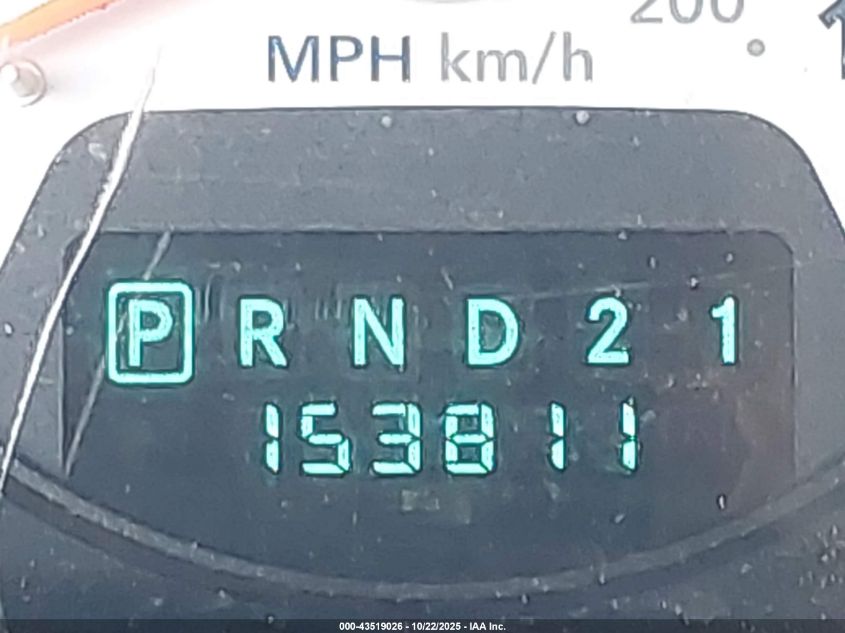 200
MPH km/h
P R N D 2 1
153811
000-43519026 - 10/22/2025 - IAA Inc.